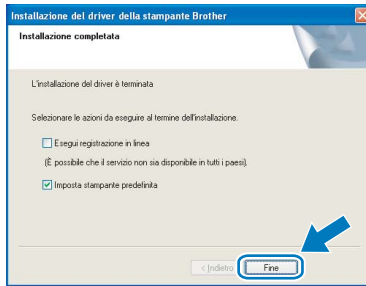 Installazione del driver della stampante Brother
Installazione completata
L'installazione del driver è terminata
Selezionare le azioni da eseguire al termine dell'installazione.
Esegui registrazione in linea
(È possibile che il servizio non sia disponibile in tutti i paesi).
Imposta stampante predefinita
< Indietro
Fine